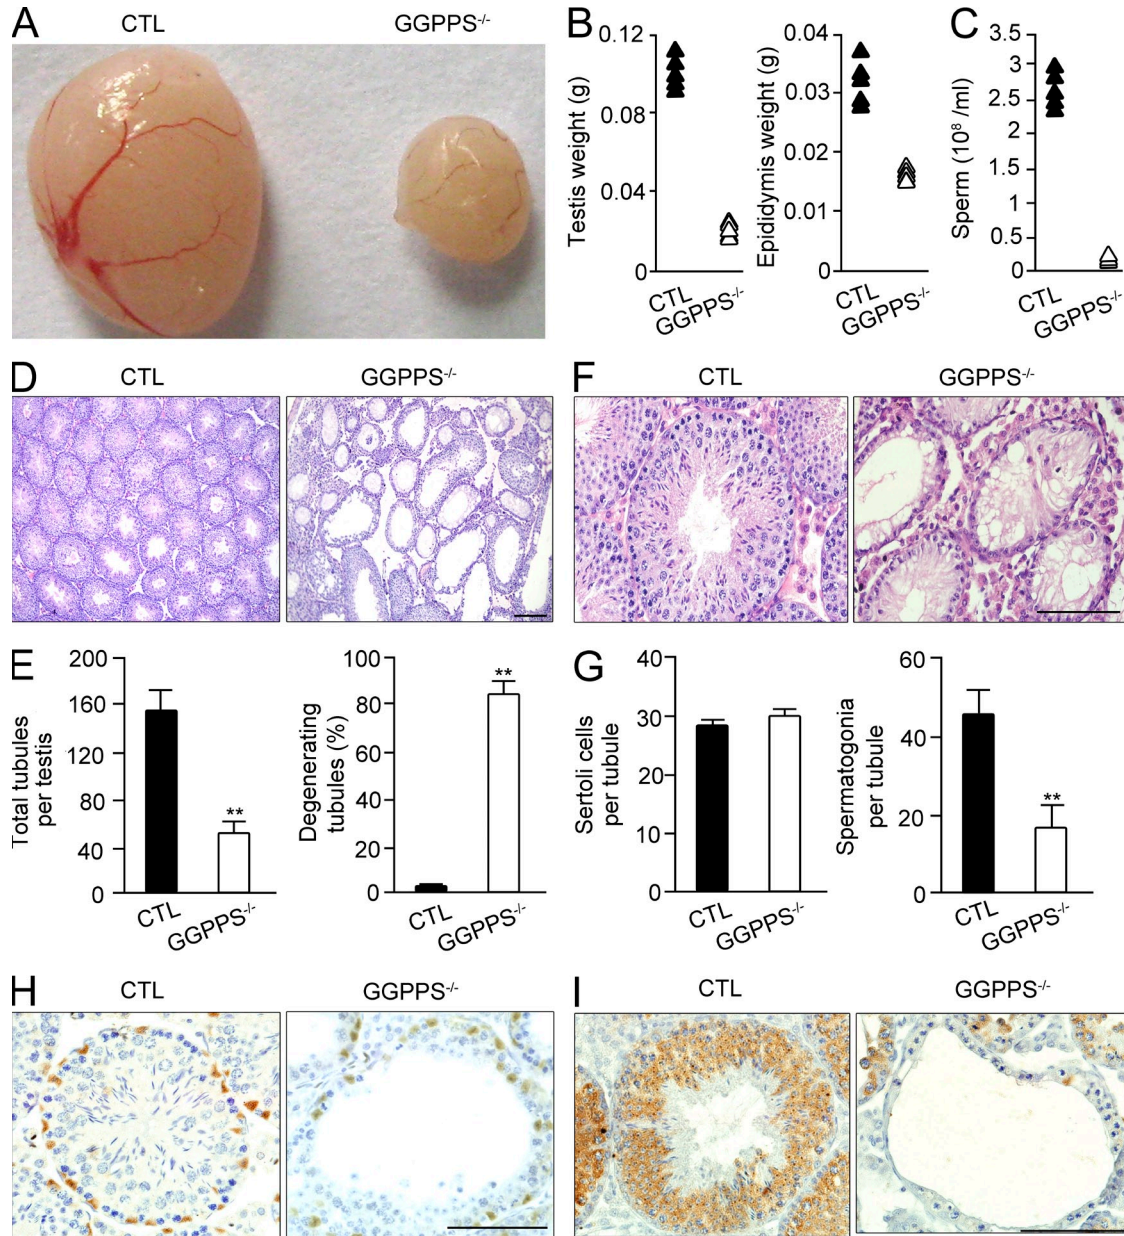 A CTL GGPPS-/-
B
Testis weight (g)
0.12
0.08
0.04
0
CTL
GGPPS-/-
Epididymis weight (g)
0.04
0.03
0.02
0.01
0
CTL
GGPPS-/-
C
Sperm (10⁸ /ml)
3.5
3
2.5
2
1.5
1
0.5
0
CTL
GGPPS-/-
D CTL GGPPS-/-
F CTL GGPPS-/-
E
Total tubules
per testis
200
160
120
80
40
0
**
CTL
GGPPS-/-
Degenerating
tubules (%)
100
80
60
40
20
0
**
CTL
GGPPS-/-
G
Sertoli cells
per tubule
40
30
20
10
0
CTL
GGPPS-/-
Spermatogonia
per tubule
60
40
20
0
**
CTL
GGPPS-/-
H CTL GGPPS-/-
I CTL GGPPS-/-